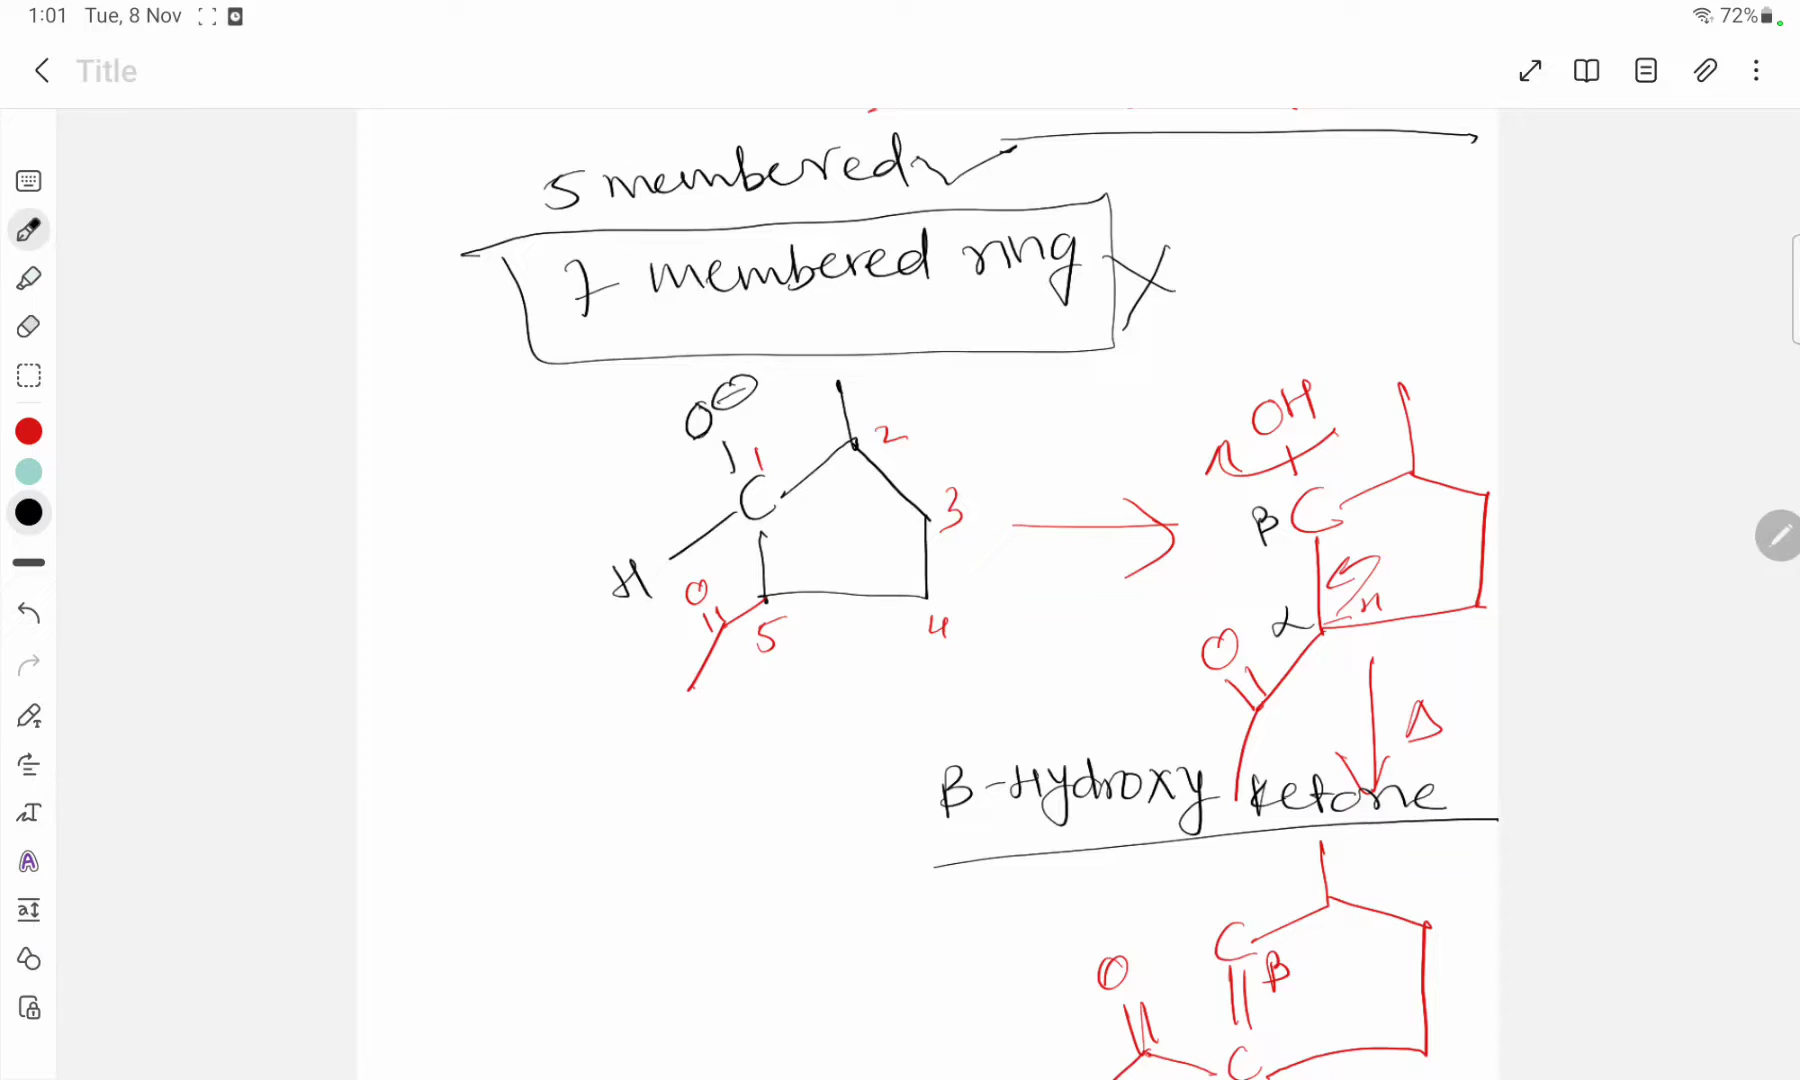 1:01 Tue, 8 Nov 72%
Title
5 membered
7 membered ring
O⊖
1
C
2
3
H
O
5
4
OH
β C
α H
O
Δ
β-Hydroxy ketone
C
β
O
C